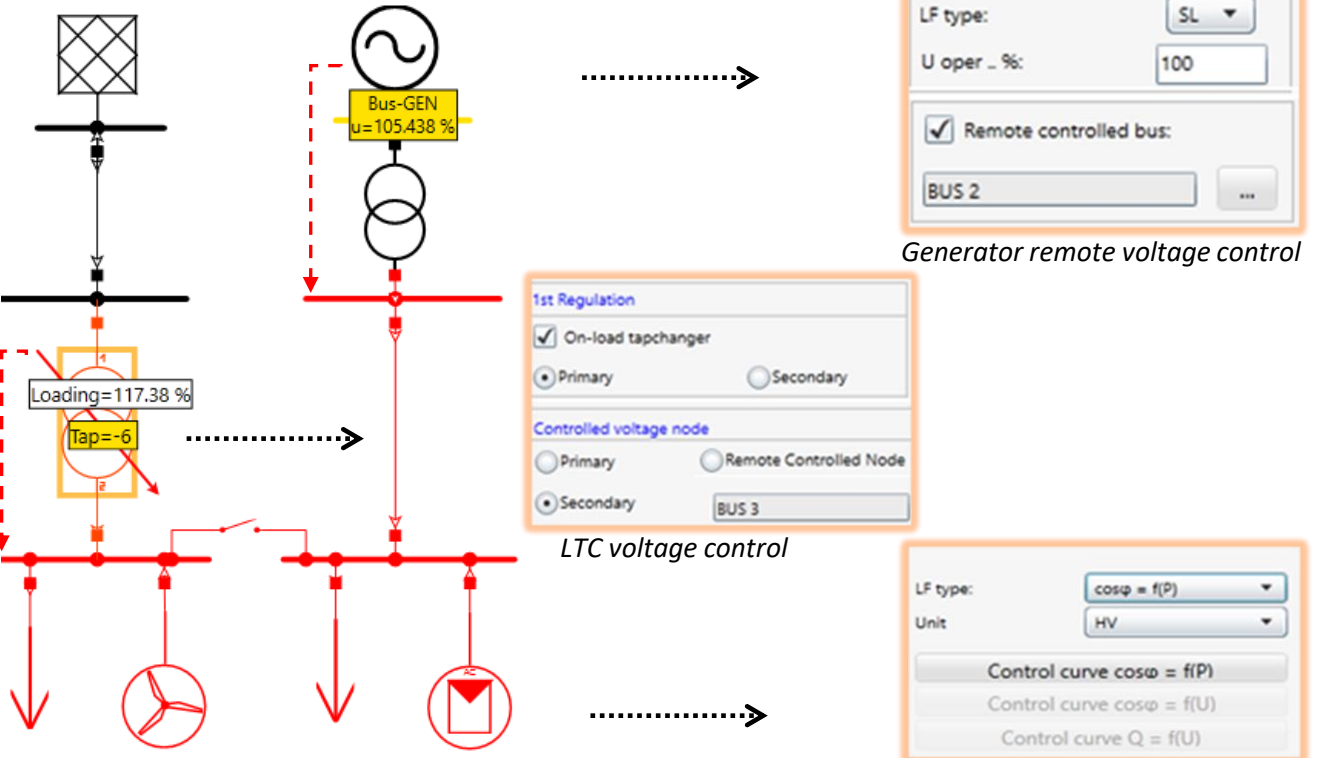 LF type:
SL
U oper _ %:
100
Remote controlled bus:
BUS 2
...
Generator remote voltage control
Bus-GEN
u=105.438 %
1st Regulation
On-load tapchanger
Primary
Secondary
Controlled voltage node
Primary
Remote Controlled Node
Secondary
BUS 3
LTC voltage control
1
Loading=117.38 %
Tap=-6
2
LF type:
cosφ = f(P)
Unit
HV
Control curve cosφ = f(P)
Control curve cosφ = f(U)
Control curve Q = f(U)